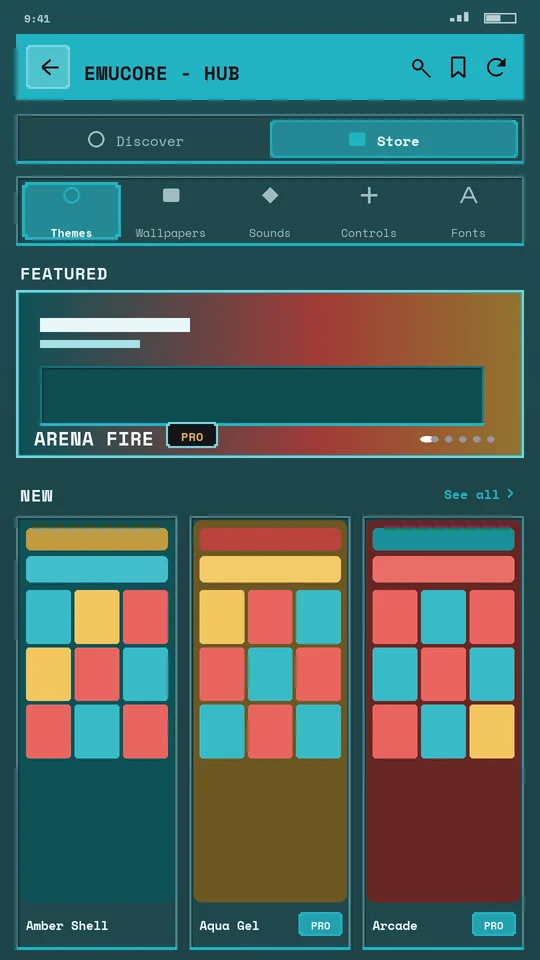 9:41
EMUCORE - HUB
Discover
Store
Themes
Wallpapers
Sounds
Controls
Fonts
FEATURED
ARENA FIRE
PRO
NEW
See all
Amber Shell
Aqua Gel
PRO
Arcade
PRO